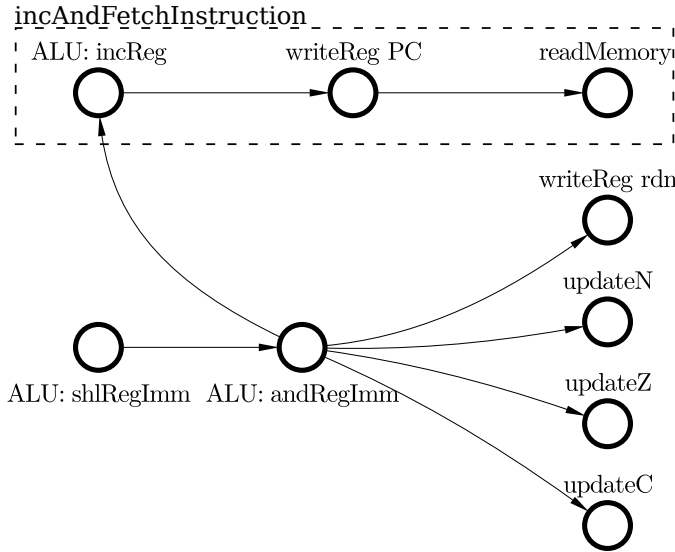 incAndFetchInstruction
ALU: incReg
writeReg PC
readMemory
writeReg rdn
updateN
ALU: shlRegImm
ALU: andRegImm
updateZ
updateC